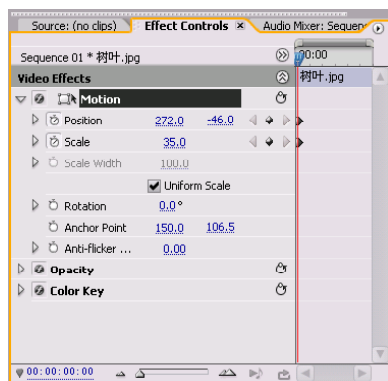 Source: (no clips) Effect Controls × Audio Mixer: Sequen
Sequence 01 * 树叶.jpg 00:00
Video Effects 树叶.jpg
Motion
Position 272.0 -46.0
Scale 35.0
Scale Width 100.0
Uniform Scale
Rotation 0.0°
Anchor Point 150.0 106.5
Anti-flicker ... 0.00
Opacity
Color Key
00:00:00:00